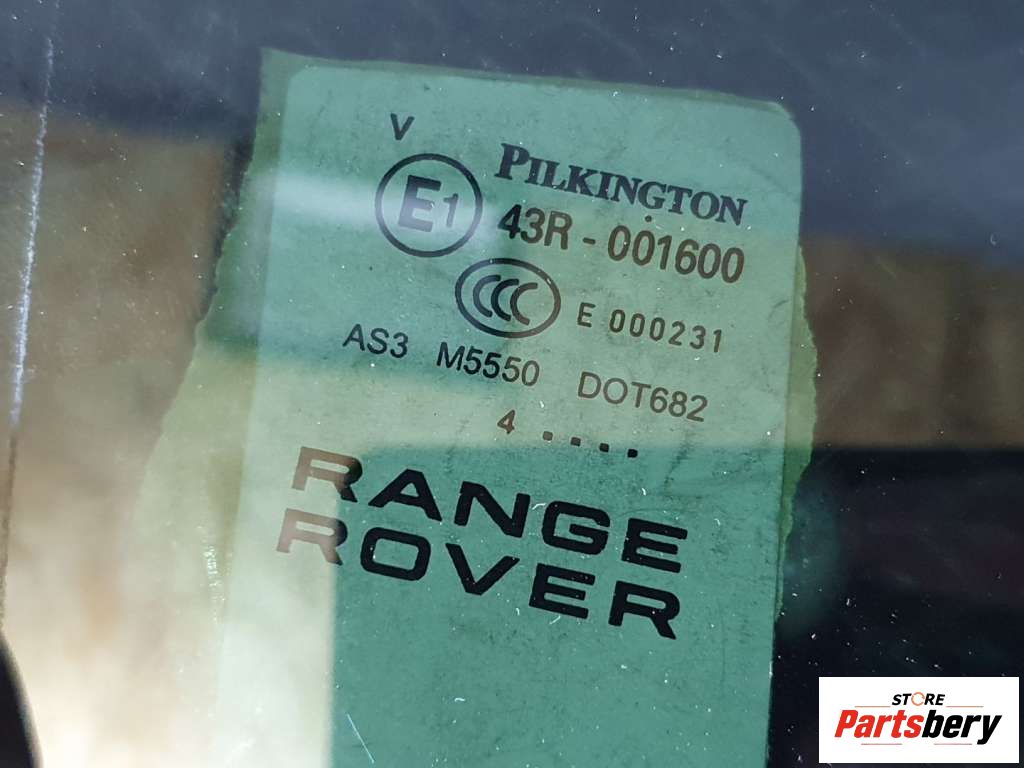 V
PILKINGTON
E1
43R - 001600
CCC
E 000231
AS3 M5550 DOT682
4 ....
RANGE
ROVER
STORE
Partsbery